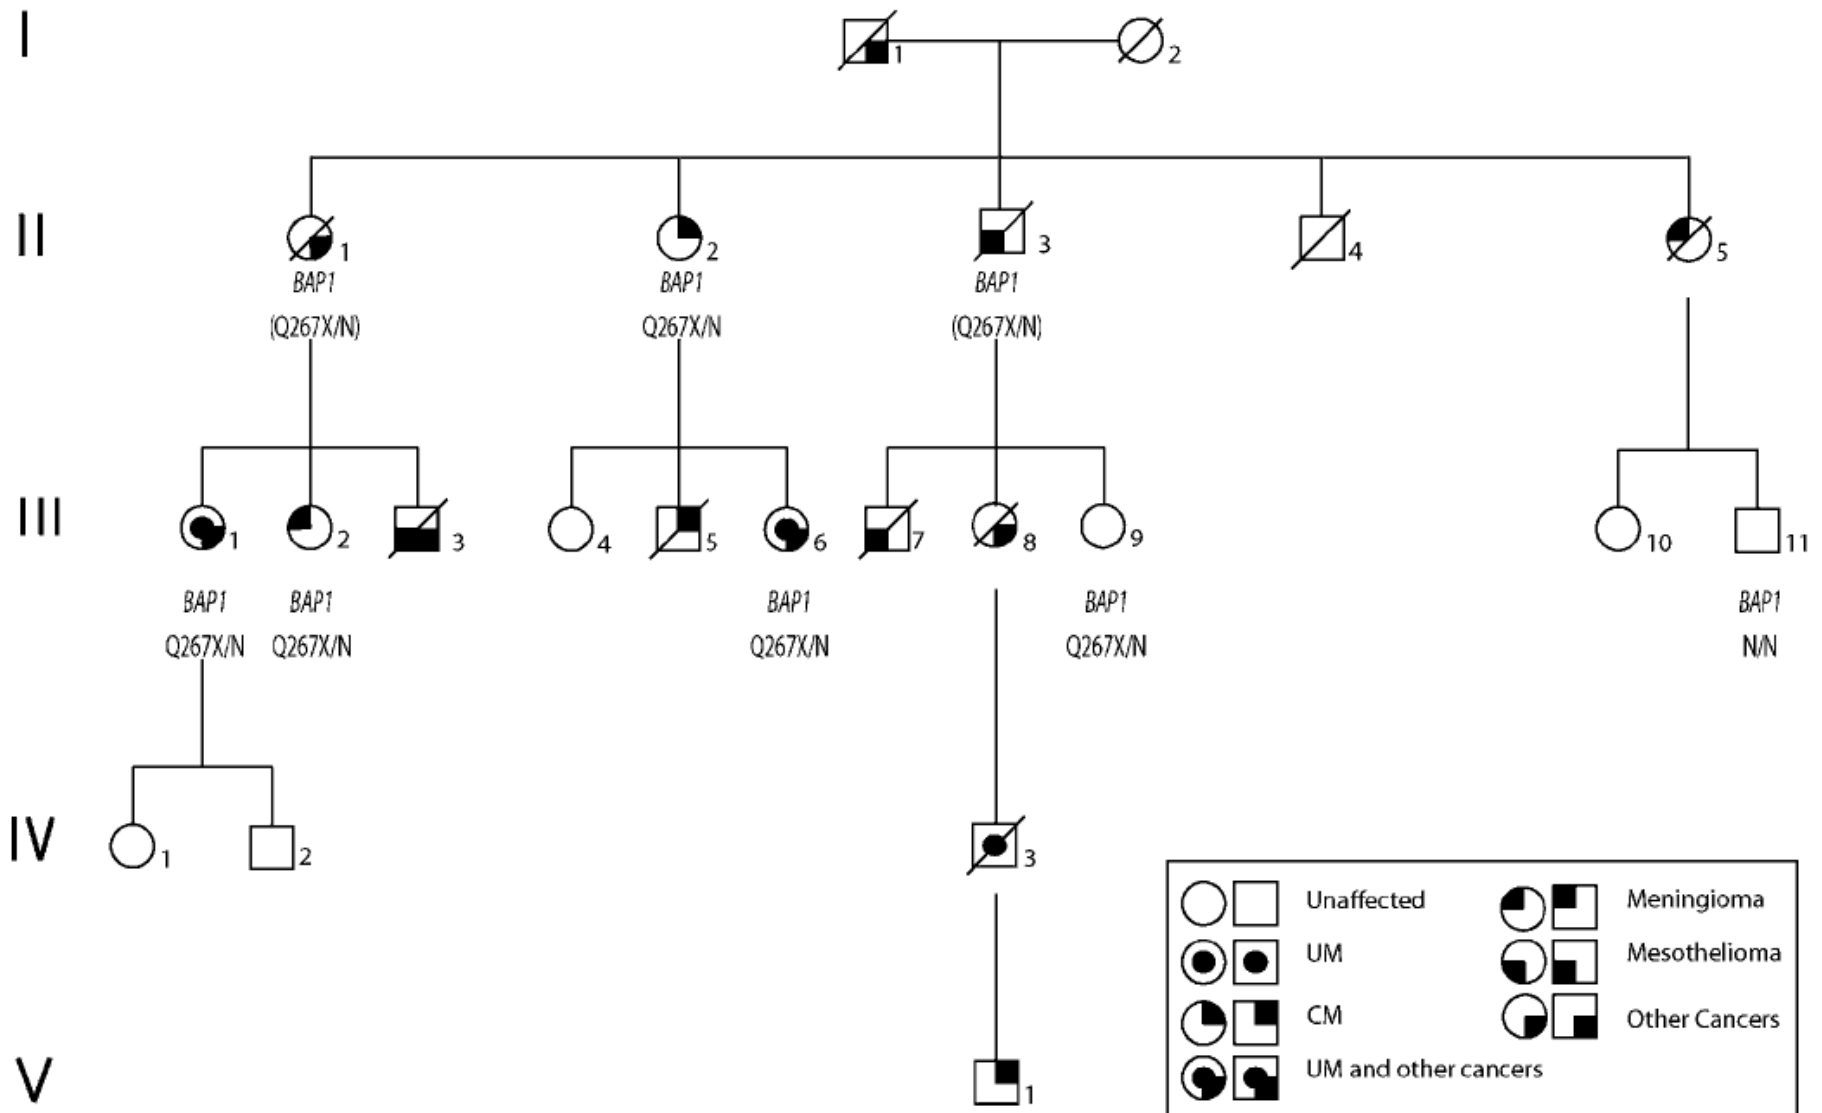 I
1 2
II
1 2 3 4 5
BAP1 BAP1 BAP1
(Q267X/N) Q267X/N (Q267X/N)
III
1 2 3 4 5 6 7 8 9 10 11
BAP1 BAP1 BAP1 BAP1 BAP1
Q267X/N Q267X/N Q267X/N Q267X/N N/N
IV
1 2 3
Unaffected Meningioma
UM Mesothelioma
CM Other Cancers
UM and other cancers
V
1